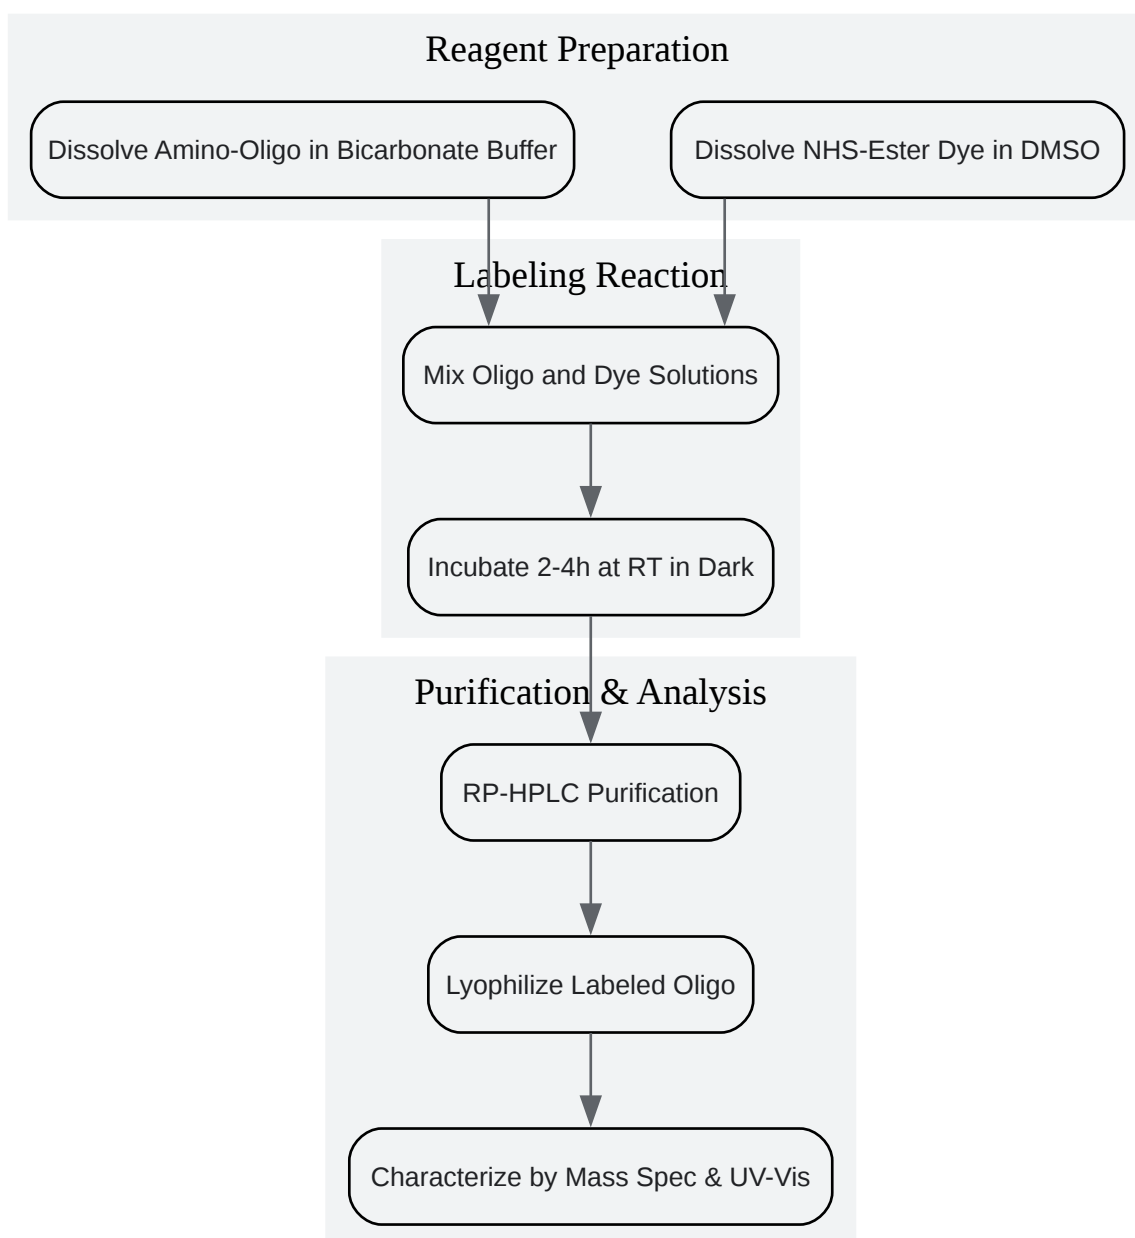 Reagent Preparation
Dissolve Amino-Oligo in Bicarbonate Buffer
Dissolve NHS-Ester Dye in DMSO
Labeling Reaction
Mix Oligo and Dye Solutions
Incubate 2-4h at RT in Dark
Purification & Analysis
RP-HPLC Purification
Lyophilize Labeled Oligo
Characterize by Mass Spec & UV-Vis